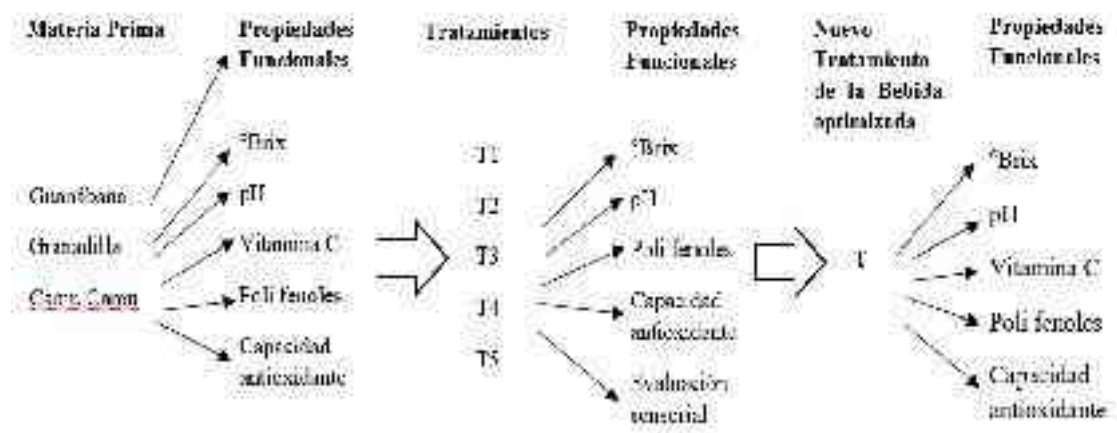 Materia Prima
Propiedades
Funcionales
Guanábana
Granadilla
Camu Camu
°Brix
pH
Vitamina C
Poli fenoles
Capacidad
antioxidante
Tratamientos
T1
T2
T3
T4
T5
Propiedades
Funcionales
°Brix
pH
Poli fenoles
Capacidad
antioxidante
Evaluación
sensorial
Nuevo
Tratamiento
de la Bebida
optimizada
T
Propiedades
Funcionales
°Brix
pH
Vitamina C
Poli fenoles
Capacidad
antioxidante